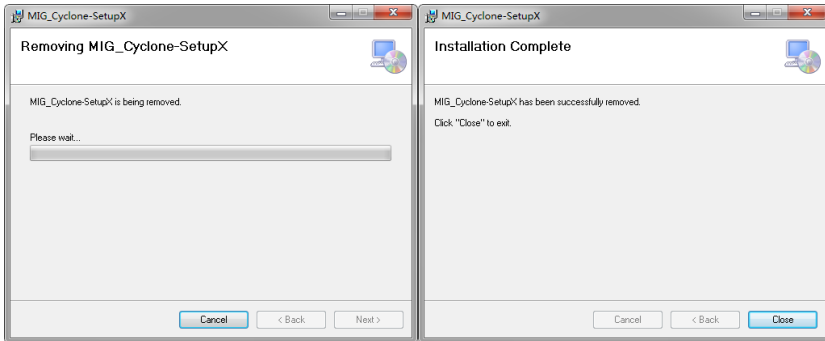 MIG_Cyclone-SetupX
Removing MIG_Cyclone-SetupX
MIG_Cyclone-SetupX is being removed.
Please wait...
Cancel
< Back
Next >
MIG_Cyclone-SetupX
Installation Complete
MIG_Cyclone-SetupX has been successfully removed.
Click "Close" to exit.
Cancel
< Back
Close